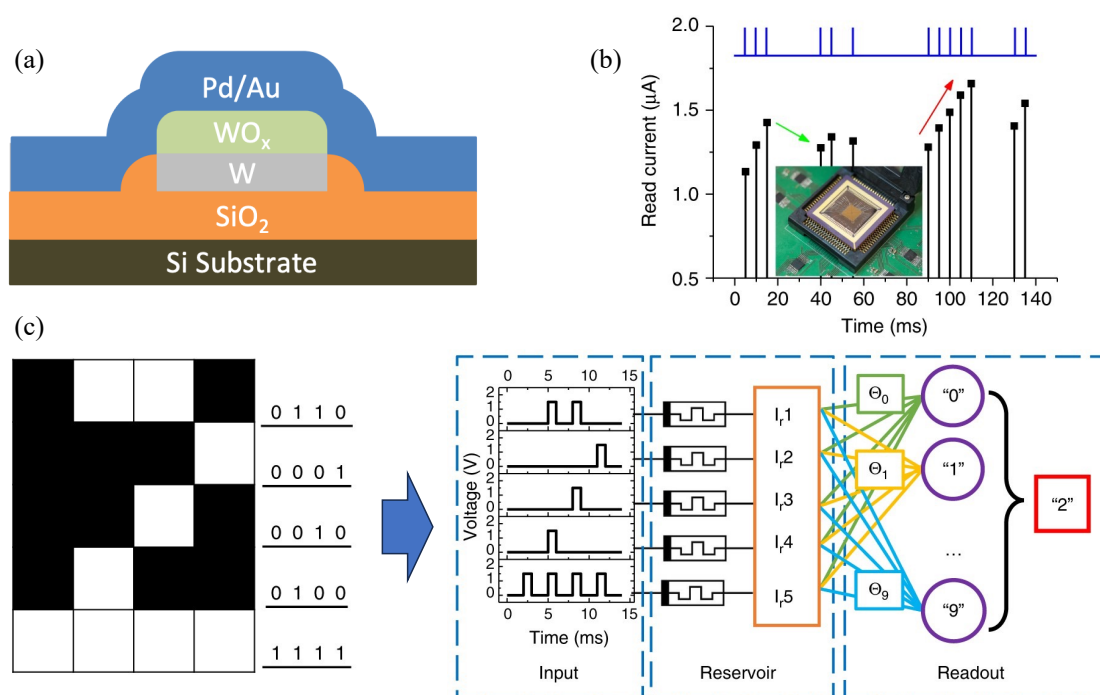 (a)
Pd/Au
WOx
W
SiO2
Si Substrate
(b)
Read current (µA)
2.0
1.5
1.0
0.5
0 20 40 60 80 100 120 140
Time (ms)
(c)
0 1 1 0
0 0 0 1
0 0 1 0
0 1 0 0
1 1 1 1
0 5 10 15
Voltage (V)
2
1
0
2
1
0
2
1
0
2
1
0
2
1
0
0 5 10 15
Time (ms)
Input
Ir1
Ir2
Ir3
Ir4
Ir5
Reservoir
Θ0
Θ1
Θ9
“0”
“1”
...
“9”
“2”
Readout